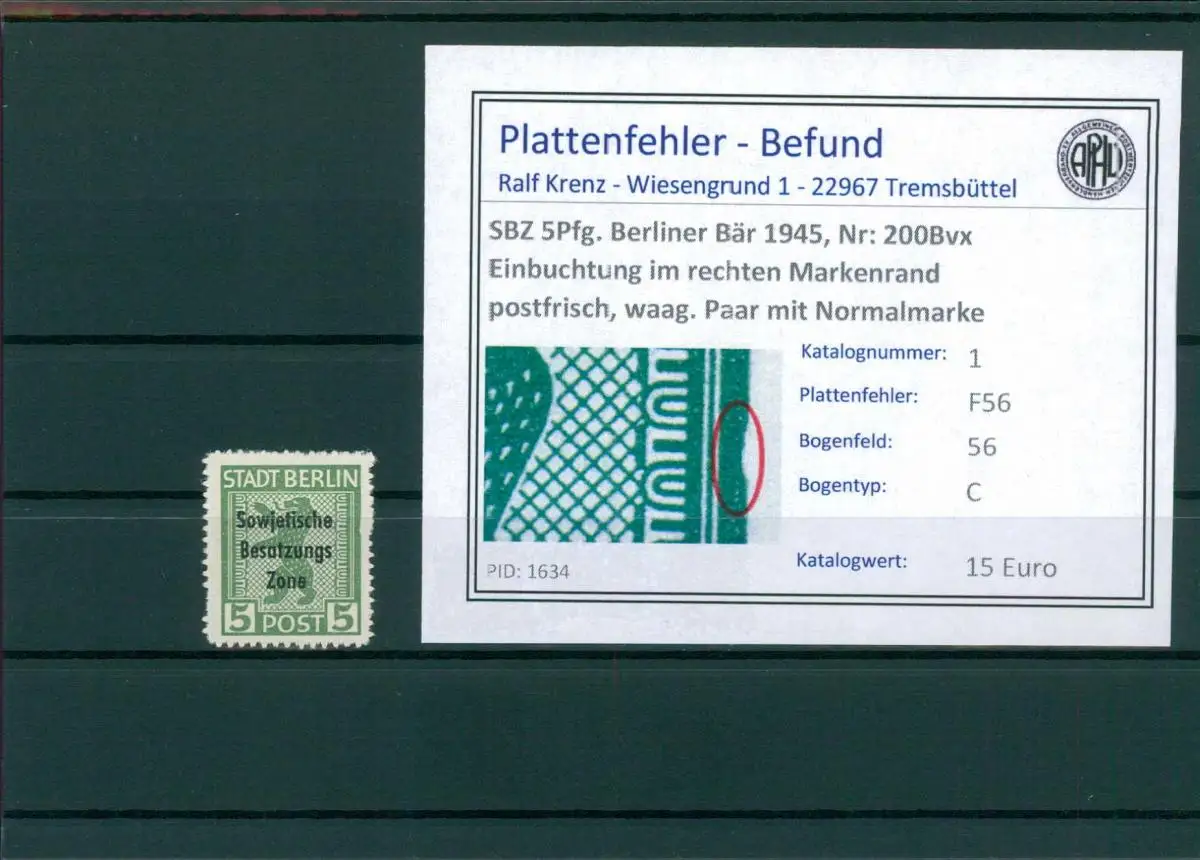 Plattenfehler - Befund
Ralf Krenz - Wiesengrund 1 - 22967 Tremsbüttel
APHV
SBZ 5Pfg. Berliner Bär 1945, Nr: 200Bvx
Einbuchtung im rechten Markenrand
postfrisch, waag. Paar mit Normalmarke
Katalognummer: 1
Plattenfehler: F56
Bogenfeld: 56
Bogentyp: C
Katalogwert: 15 Euro
PID: 1634
STADT BERLIN
Sowjetische
Besatzungs
Zone
5 POST 5